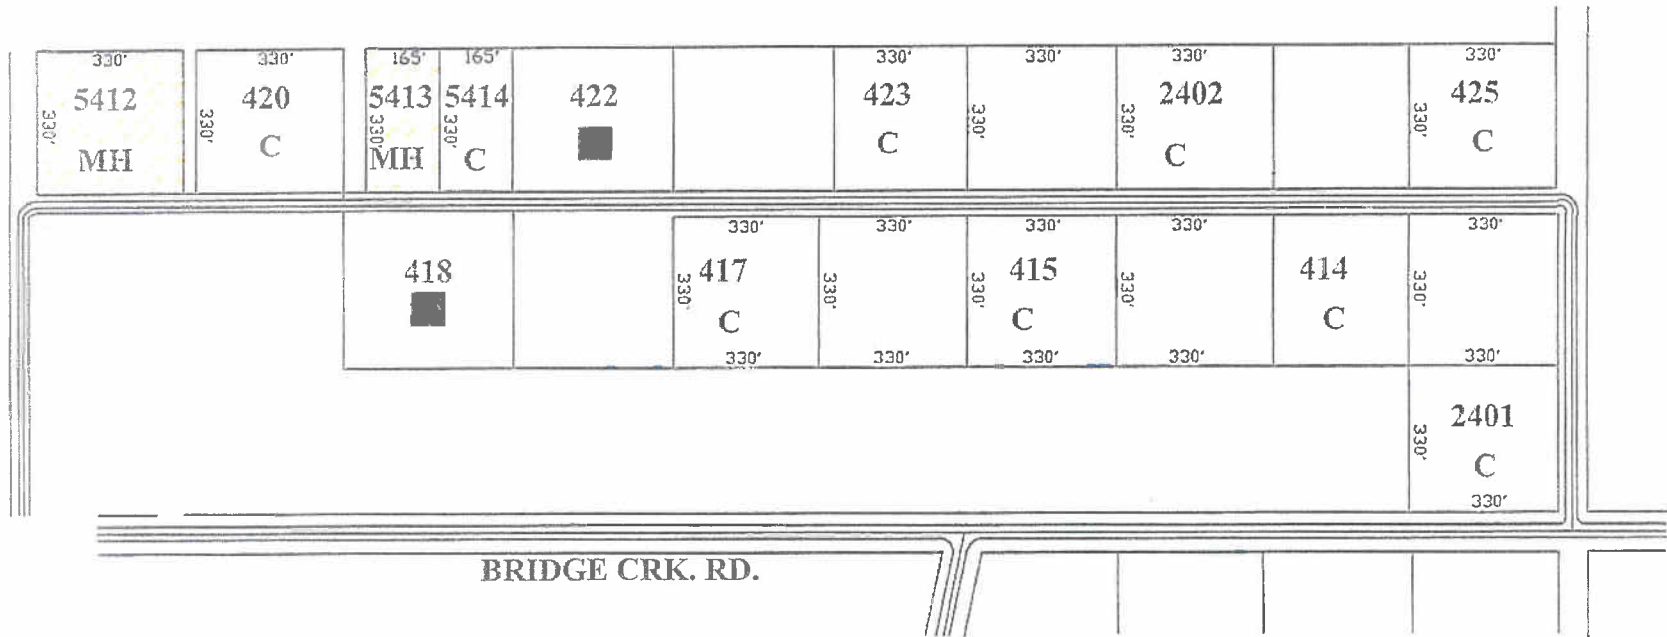 330' 330' 165' 165' 330' 330' 330' 330'
5412 420 5413 5414 422 423 2402 425
330' 330' 330' 330' 330' 330' 330'
MH C MH C C C C
330' 330' 330' 330' 330'
418 417 415 414
330' 330' 330' 330' 330'
C C C
330' 330' 330' 330' 330'
2401
330'
C
330'
BRIDGE CRK. RD.